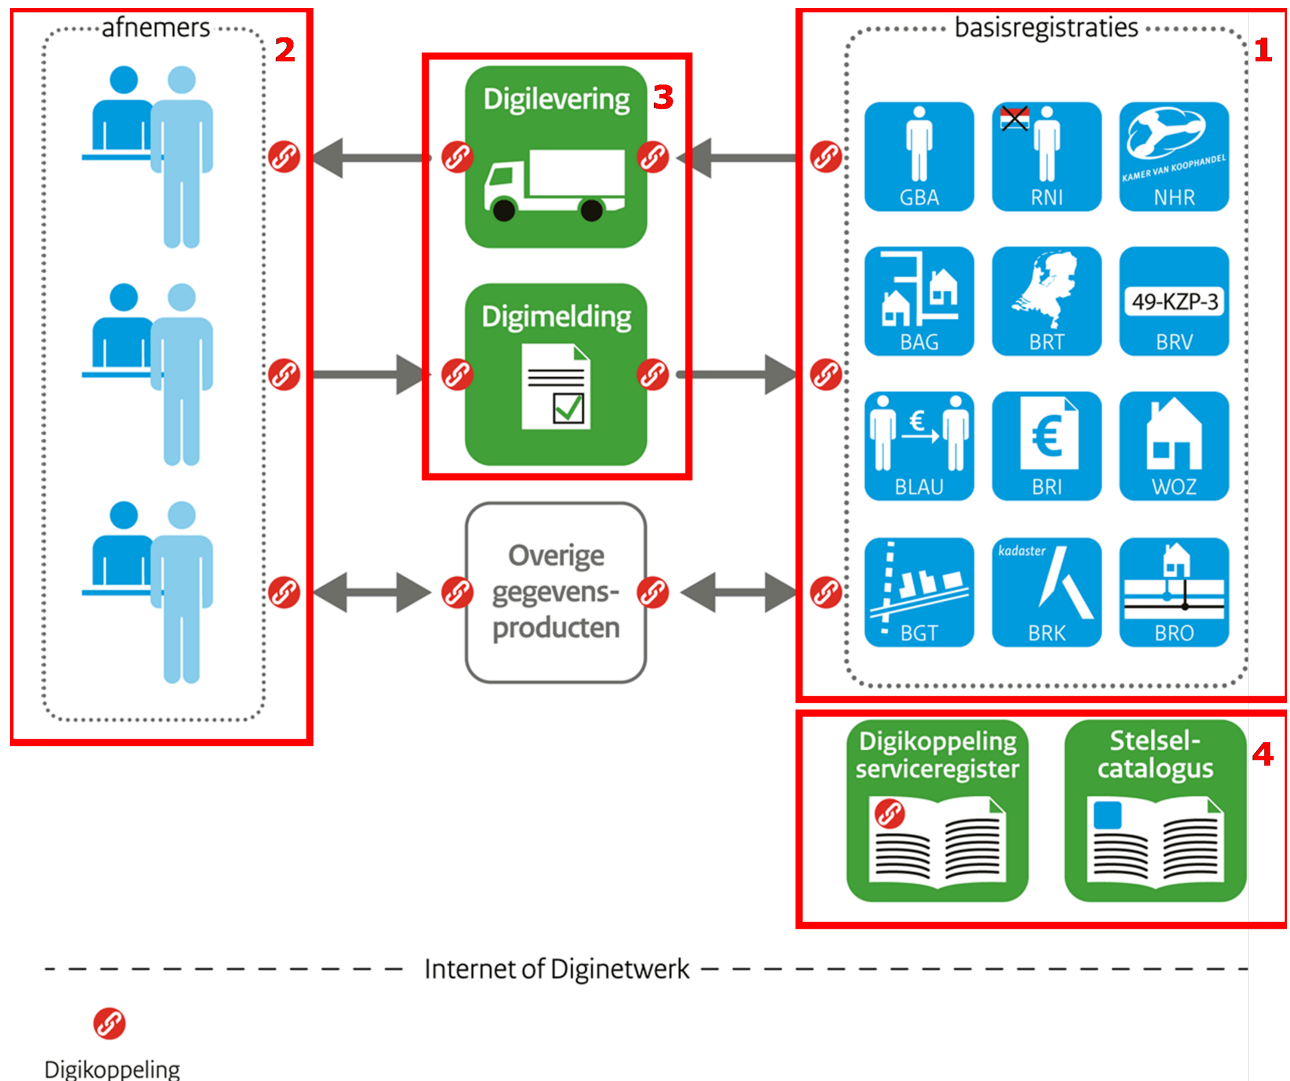 afnemers
2
Digilevering
3
basisregistraties
1
GBA
RNI
KAMER VAN KOOPHANDEL
NHR
BAG
BRT
49-KZP-3
BRV
Digimelding
€
BLAU
€
BRI
WOZ
Overige
gegevens-
producten
BGT
kadaster
BRK
BRO
Digikoppeling
serviceregister
Stelsel-
catalogus
4
Internet of Diginetwerk
Digikoppeling